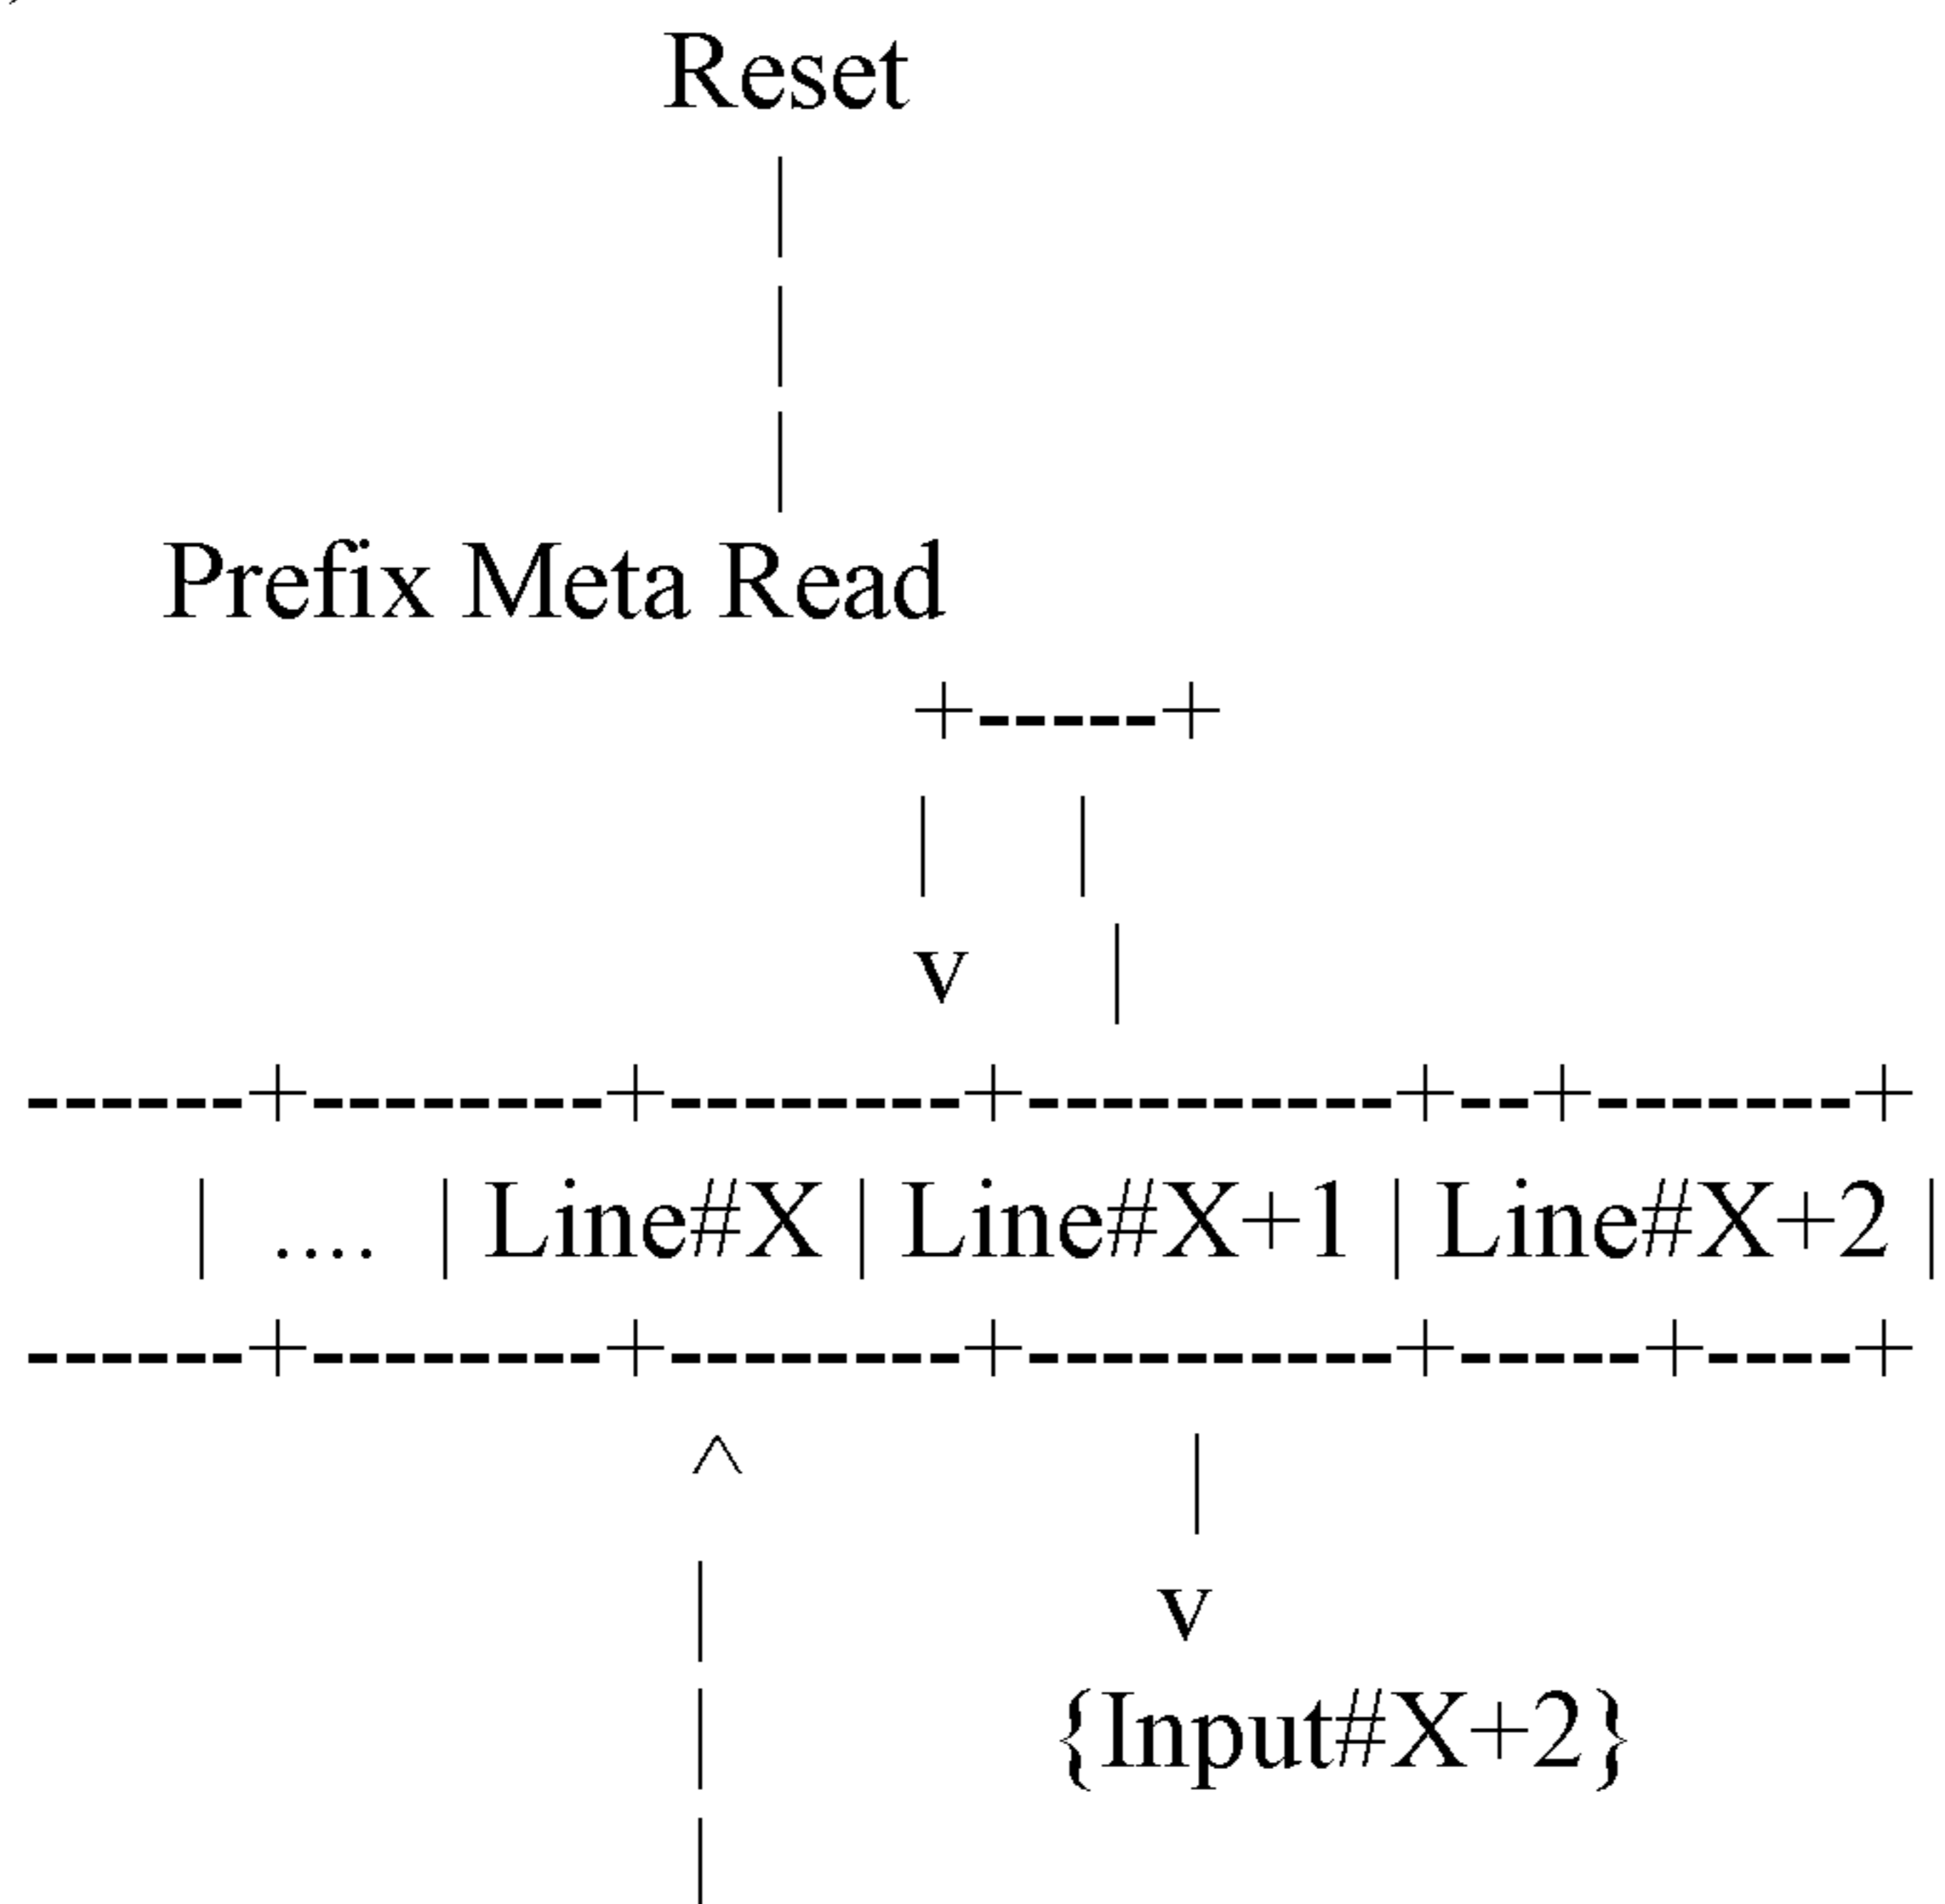 Reset
|
|
|
Prefix Meta Read
+-----+
| |
v |
------+--------+--------+----------+--+-------+
| .... | Line#X | Line#X+1 | Line#X+2 |
------+--------+--------+----------+-----+----+
^ |
| v
| {Input#X+2}
|